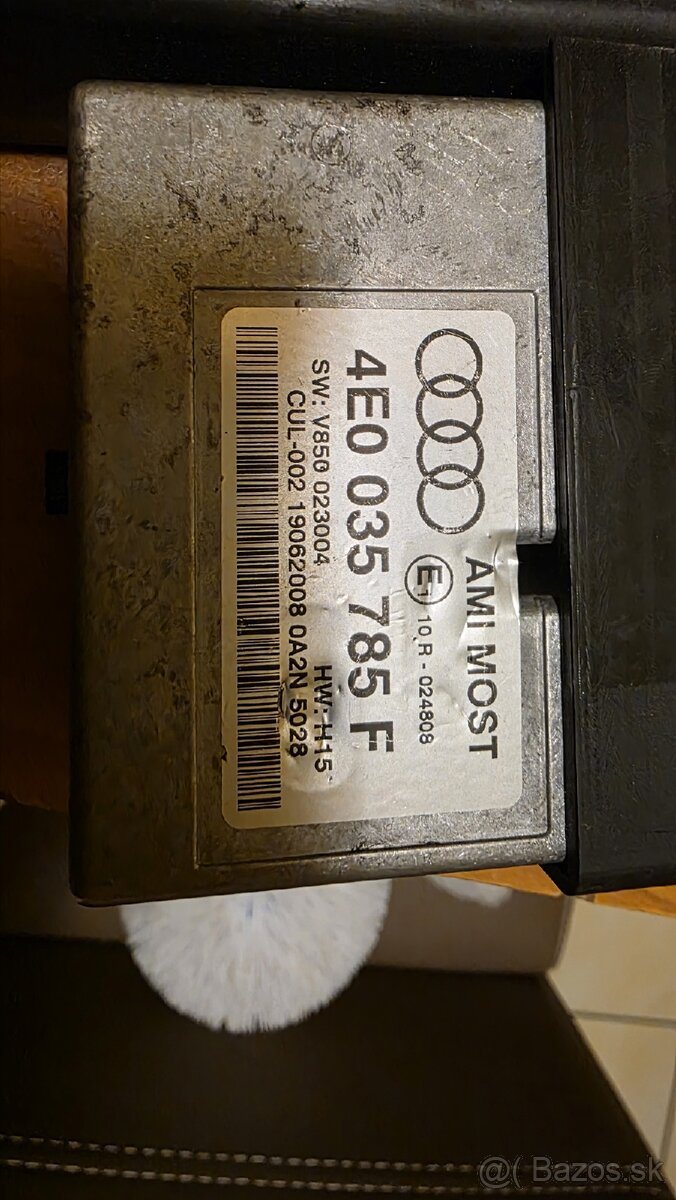 AMI MOST
E1 10 R - 024808
4E0 035 785 F
SW: V850 023004 HW: H15
CUL-002 19062008 0A2N 5028
@( Bazos.sk